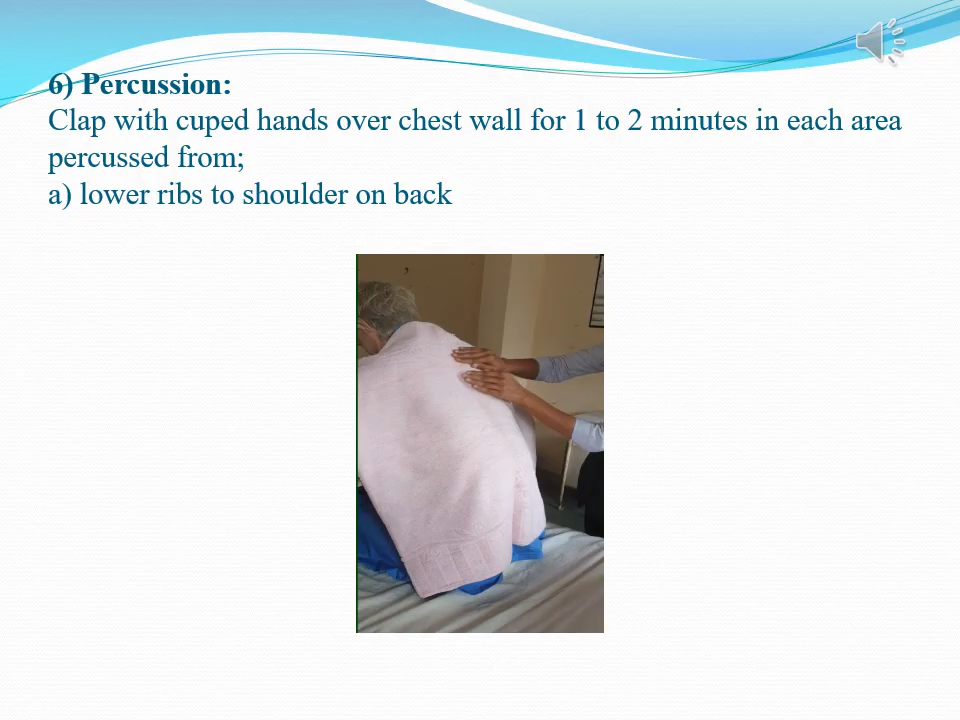 6) Percussion:
Clap with cuped hands over chest wall for 1 to 2 minutes in each area
percussed from;
a) lower ribs to shoulder on back